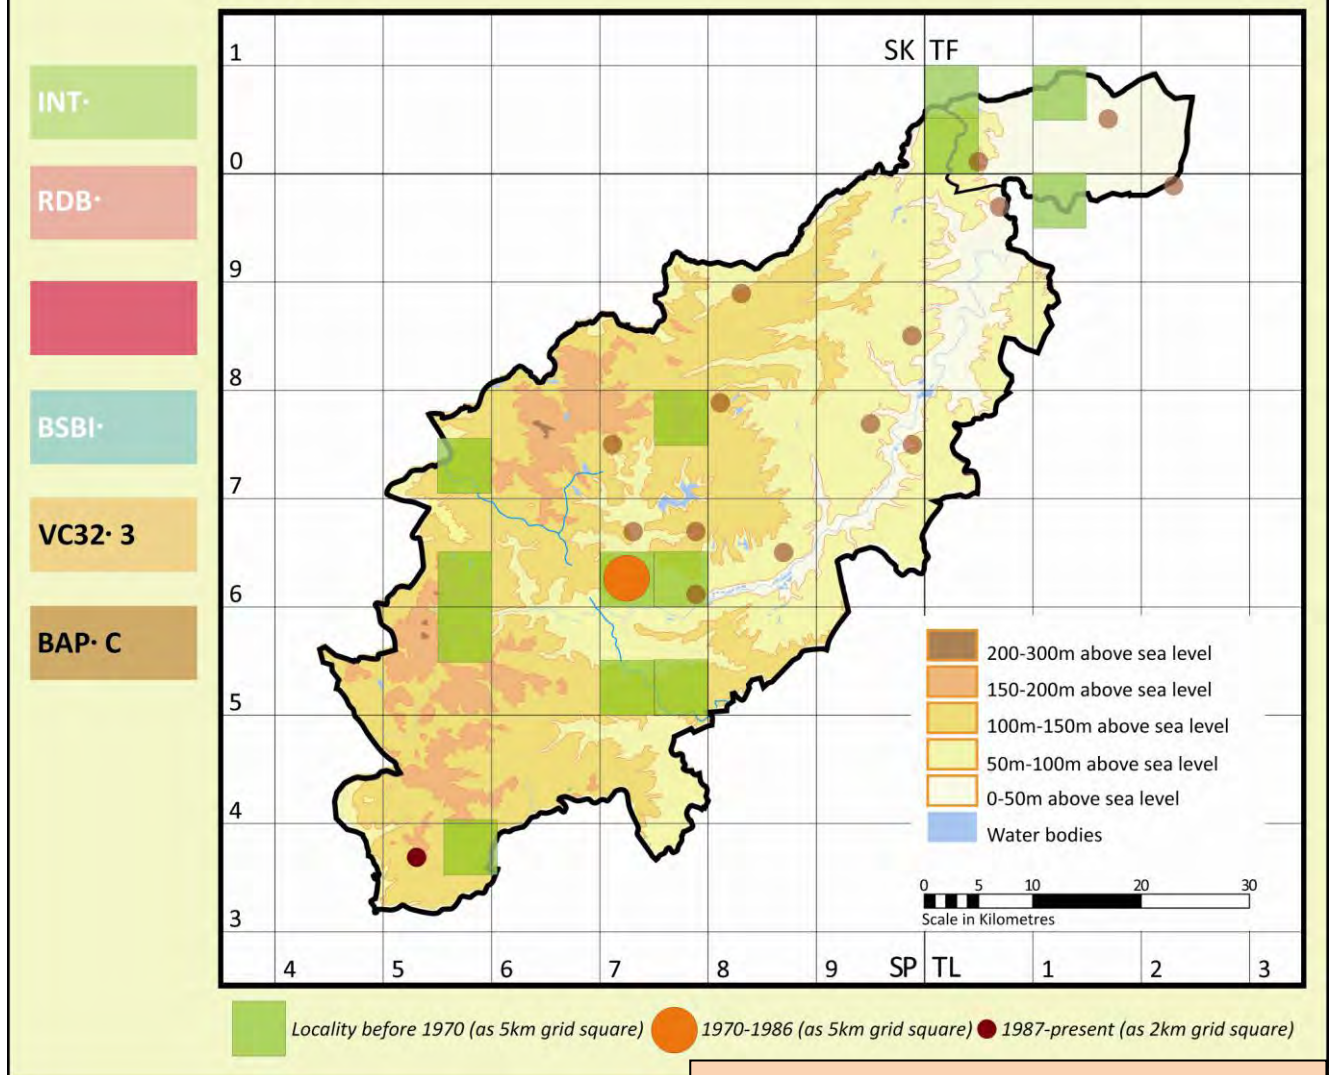 INT·
RDB·
BSBI·
VC32· 3
BAP· C
SK TF
1
0
9
8
7
6
5
4
3
4 5 6 7 8 9 SP TL 1 2 3
200-300m above sea level
150-200m above sea level
100m-150m above sea level
50m-100m above sea level
0-50m above sea level
Water bodies
0 5 10 20 30
Scale in Kilometres
Locality before 1970 (as 5km grid square) 1970-1986 (as 5km grid square) 1987-present (as 2km grid square)